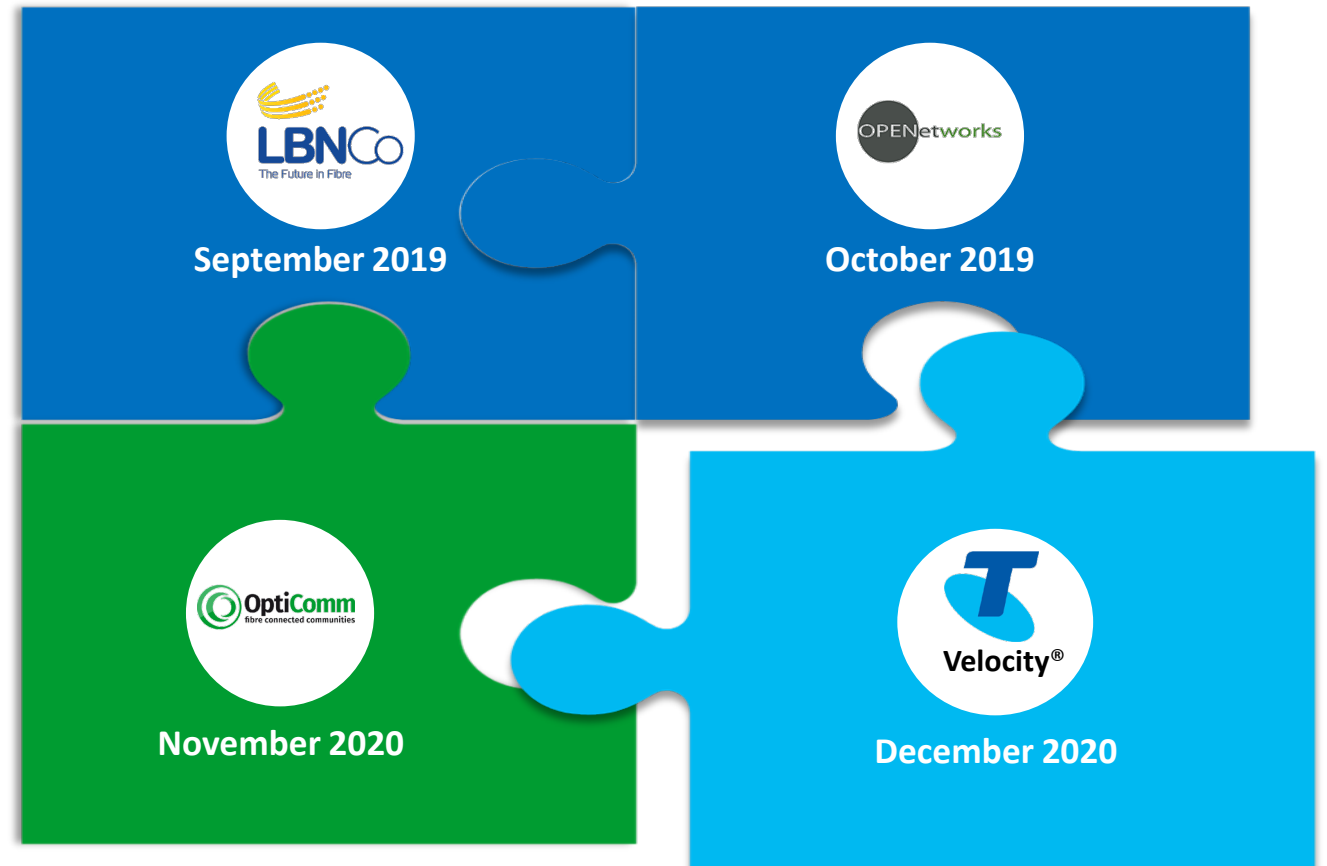 LBNCo
The Future in Fibre
September 2019
OPENetworks
October 2019
OptiComm
fibre connected communities
November 2020
T
Velocity®
December 2020